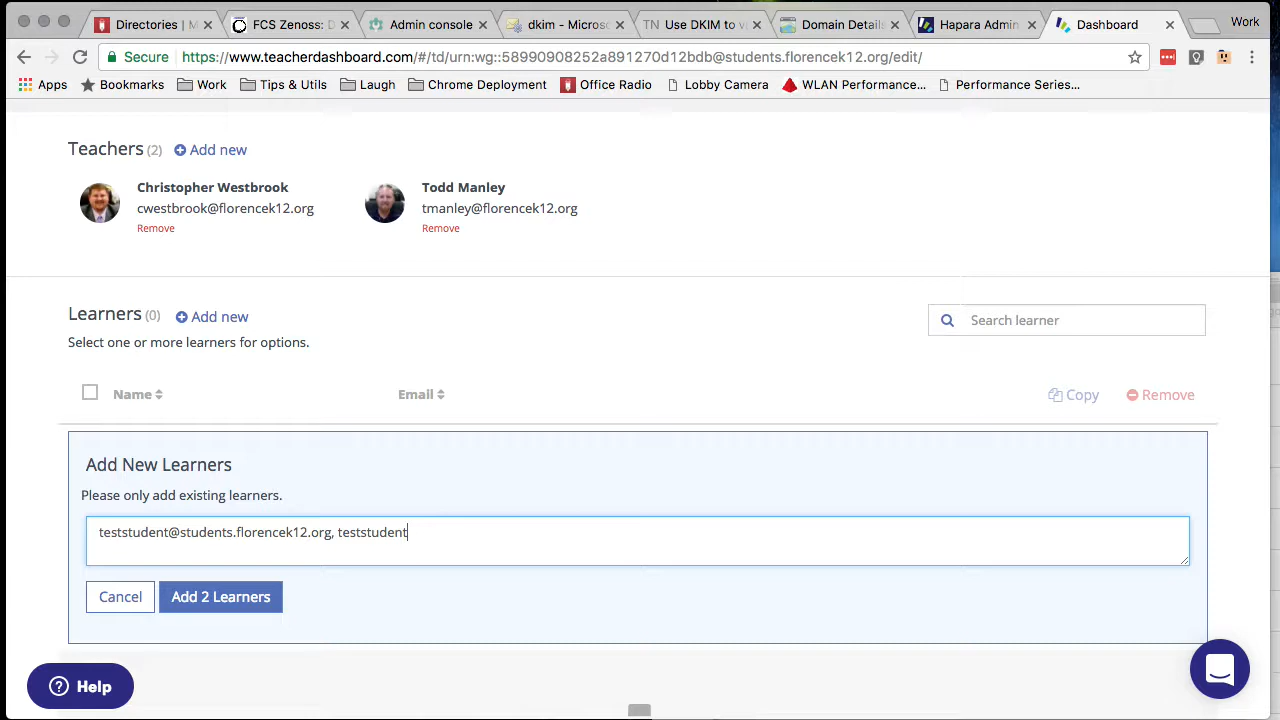 Directories | M
FCS Zenoss: D
Admin console
dkim - Microso
TN Use DKIM to v
Domain Details
Hapara Admin
Dashboard
Work
Secure https://www.teacherdashboard.com/#/td/urn:wg::58990908252a891270d12bdb@students.florencek12.org/edit/
Apps Bookmarks Work Tips & Utils Laugh Chrome Deployment Office Radio Lobby Camera WLAN Performance... Performance Series...
Teachers (2) Add new
Christopher Westbrook
cwestbrook@florencek12.org
Remove
Todd Manley
tmanley@florencek12.org
Remove
Learners (0) Add new
Search learner
Select one or more learners for options.
Name Email Copy Remove
Add New Learners
Please only add existing learners.
teststudent@students.florencek12.org, teststudent
Cancel Add 2 Learners
? Help